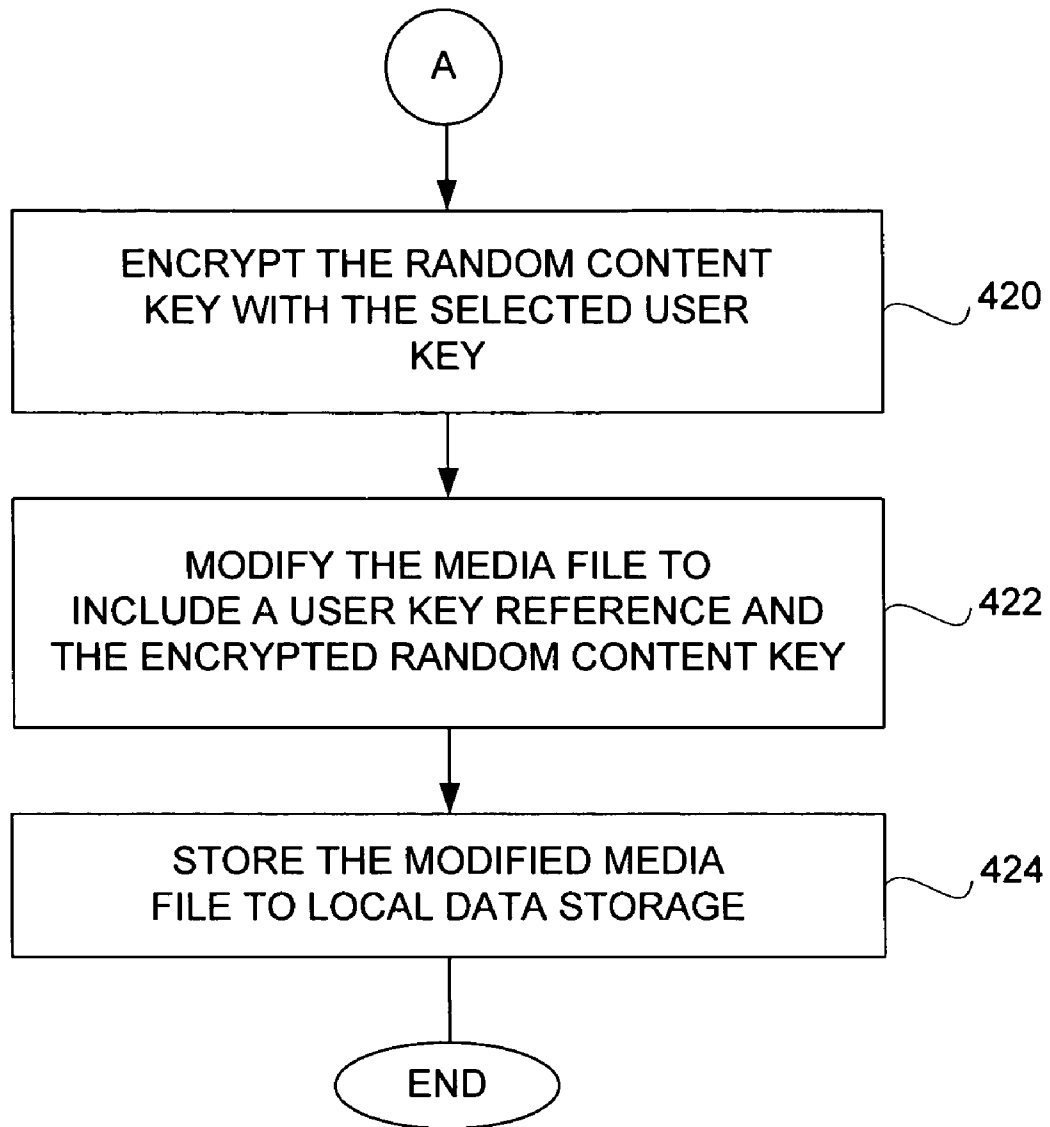 A
ENCRYPT THE RANDOM CONTENT
KEY WITH THE SELECTED USER
KEY
420
MODIFY THE MEDIA FILE TO
INCLUDE A USER KEY REFERENCE AND
THE ENCRYPTED RANDOM CONTENT KEY
422
STORE THE MODIFIED MEDIA
FILE TO LOCAL DATA STORAGE
424
END